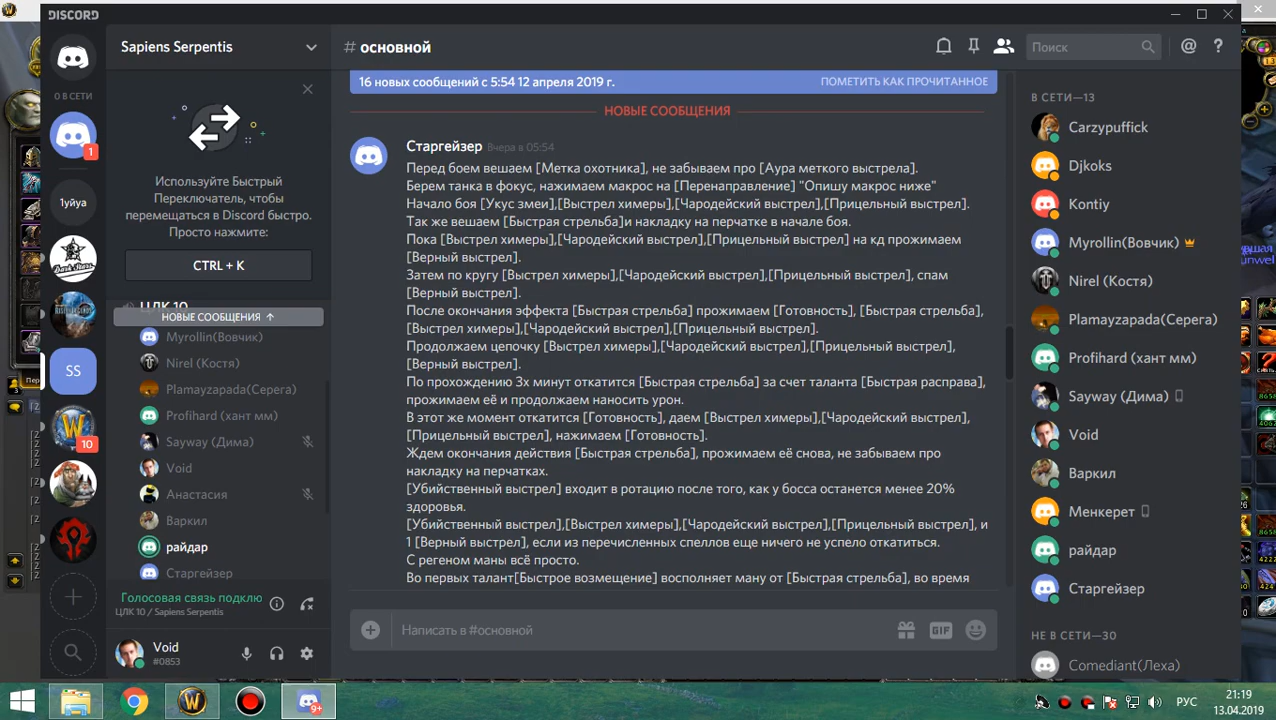 DISCORD
Sapiens Serpentis
# основной
Поиск
0 В СЕТИ
1
1уйуа
SS
10
Используйте Быстрый
Переключатель, чтобы
перемещаться в Discord быстро.
Просто нажмите:
CTRL + K
ЦЛК 10
НОВЫЕ СООБЩЕНИЯ ↑
Myrollin(Вовчик)
Nirel (Костя)
Plamayzapada(Серега)
Profihard (хант мм)
Sayway (Дима)
Void
Анастасия
Варкил
райдар
Старгейзер
Голосовая связь подклю
ЦЛК 10 / Sapiens Serpentis
Void
#0853
16 новых сообщений с 5:54 12 апреля 2019 г.
ПОМЕТИТЬ КАК ПРОЧИТАННОЕ
НОВЫЕ СООБЩЕНИЯ
Старгейзер Вчера в 05:54
Перед боем вешаем [Метка охотника], не забываем про [Аура меткого выстрела].
Берем танка в фокус, нажимаем макрос на [Перенаправление] "Опишу макрос ниже"
Начало боя [Укус змеи],[Выстрел химеры],[Чародейский выстрел],[Прицельный выстрел].
Так же вешаем [Быстрая стрельба]и накладку на перчатке в начале боя.
Пока [Выстрел химеры],[Чародейский выстрел],[Прицельный выстрел] на кд прожимаем
[Верный выстрел].
Затем по кругу [Выстрел химеры],[Чародейский выстрел],[Прицельный выстрел], спам
[Верный выстрел].
После окончания эффекта [Быстрая стрельба] прожимаем [Готовность], [Быстрая стрельба],
[Выстрел химеры],[Чародейский выстрел],[Прицельный выстрел].
Продолжаем цепочку [Выстрел химеры],[Чародейский выстрел],[Прицельный выстрел],
[Верный выстрел].
По прохождению 3х минут откатится [Быстрая стрельба] за счет таланта [Быстрая расправа],
прожимаем её и продолжаем наносить урон.
В этот же момент откатится [Готовность], даем [Выстрел химеры],[Чародейский выстрел],
[Прицельный выстрел], нажимаем [Готовность].
Ждем окончания действия [Быстрая стрельба], прожимаем её снова, не забываем про
накладку на перчатках.
[Убийственный выстрел] входит в ротацию после того, как у босса останется менее 20%
здоровья.
[Убийственный выстрел],[Выстрел химеры],[Чародейский выстрел],[Прицельный выстрел], и
1 [Верный выстрел], если из перечисленных спеллов еще ничего не успело откатиться.
С регеном маны всё просто.
Во первых талант[Быстрое возмещение] восполняет ману от [Быстрая стрельба], во время
Написать в #основной
GIF
В СЕТИ—13
Carzypuffick
Djkoks
Kontiy
Myrollin(Вовчик)
Nirel (Костя)
Plamayzapada(Серега)
Profihard (хант мм)
Sayway (Дима)
Void
Варкил
Менкерет
райдар
Старгейзер
НЕ В СЕТИ—30
Comediant(Леха)
9+
РУС
21:19
13.04.2019